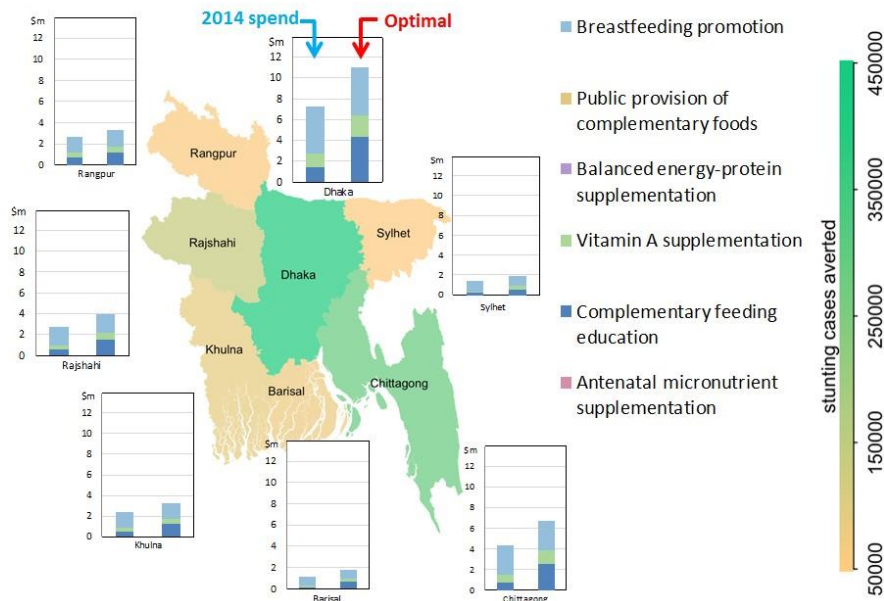 2014 spend
Optimal
$m
12
10
8
6
4
2
0
Rangpur
$m
12
10
8
6
4
2
0
Dhaka
$m
12
10
8
6
4
2
0
Rajshahi
$m
12
10
8
6
4
2
0
Sylhet
$m
12
10
8
6
4
2
0
Khulna
$m
12
10
8
6
4
2
0
Barisal
$m
12
10
8
6
4
2
0
Chittagong
Rangpur
Rajshahi
Dhaka
Sylhet
Khulna
Barisal
Chittagong
Breastfeeding promotion
Public provision of
complementary foods
Balanced energy-protein
supplementation
Vitamin A supplementation
Complementary feeding
education
Antenatal micronutrient
supplementation
stunting cases averted
450000
350000
250000
150000
50000